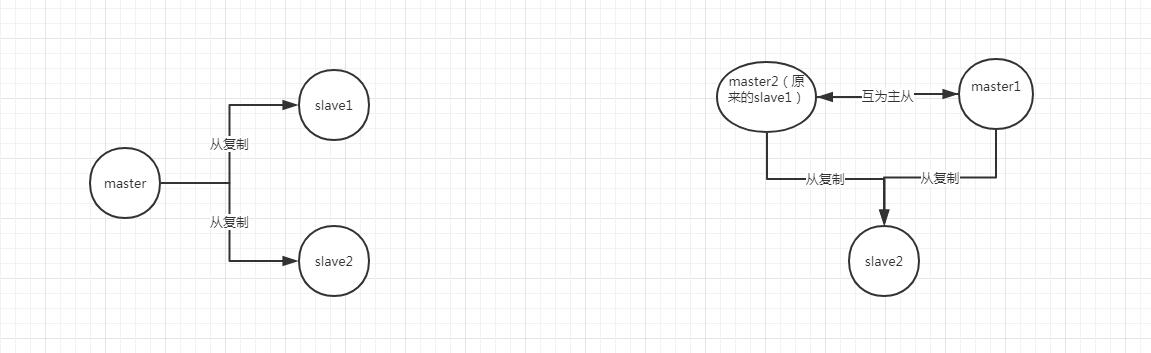 slave1
从复制
master
从复制
slave2
master2（原
来的slave1）
互为主从
master1
从复制
从复制
slave2